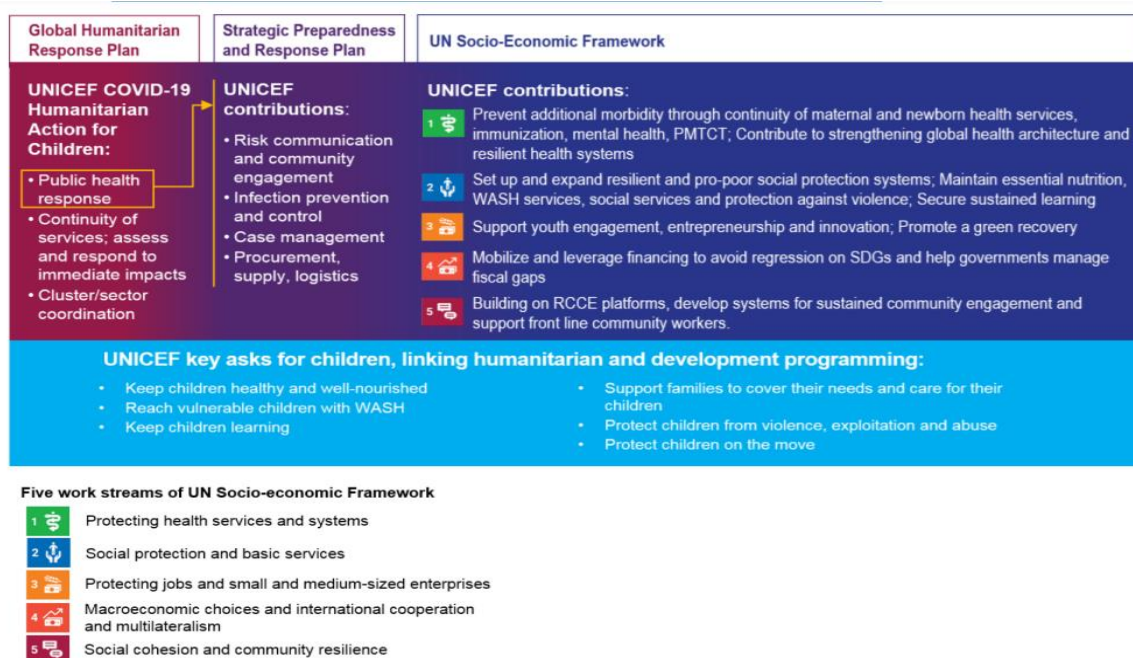 Global Humanitarian
Response Plan
Strategic Preparedness
and Response Plan
UN Socio-Economic Framework
UNICEF COVID-19
Humanitarian
Action for
Children:
• Public health
response
• Continuity of
services; assess
and respond to
immediate impacts
• Cluster/sector
coordination
UNICEF
contributions:
• Risk communication
and community
engagement
• Infection prevention
and control
• Case management
• Procurement,
supply, logistics
UNICEF contributions:
1 Prevent additional morbidity through continuity of maternal and newborn health services,
immunization, mental health, PMTCT; Contribute to strengthening global health architecture and
resilient health systems
2 Set up and expand resilient and pro-poor social protection systems; Maintain essential nutrition,
WASH services, social services and protection against violence; Secure sustained learning
3 Support youth engagement, entrepreneurship and innovation; Promote a green recovery
4 Mobilize and leverage financing to avoid regression on SDGs and help governments manage
fiscal gaps
5 Building on RCCE platforms, develop systems for sustained community engagement and
support front line community workers.
UNICEF key asks for children, linking humanitarian and development programming:
• Keep children healthy and well-nourished
• Reach vulnerable children with WASH
• Keep children learning
• Support families to cover their needs and care for their
children
• Protect children from violence, exploitation and abuse
• Protect children on the move
Five work streams of UN Socio-economic Framework
1 Protecting health services and systems
2 Social protection and basic services
3 Protecting jobs and small and medium-sized enterprises
4 Macroeconomic choices and international cooperation
and multilateralism
5 Social cohesion and community resilience